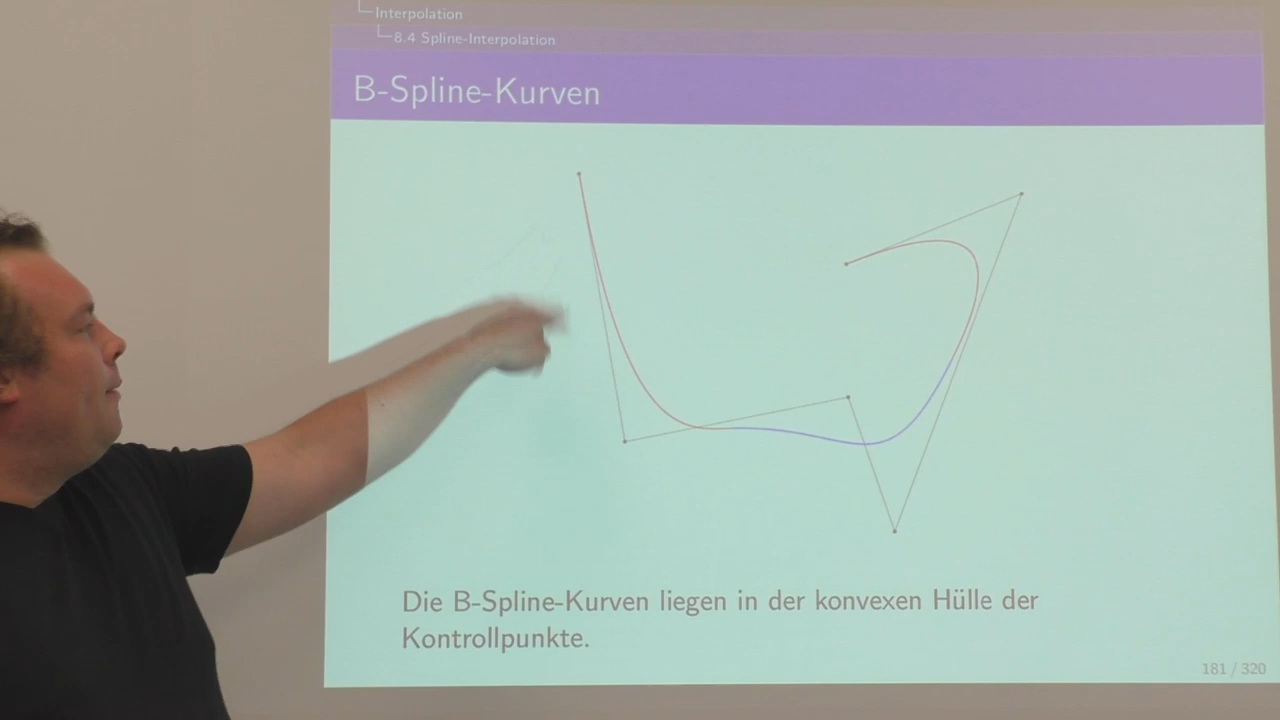 Interpolation
8.4 Spline-Interpolation
B-Spline-Kurven
Die B-Spline-Kurven liegen in der konvexen Hülle der
Kontrollpunkte.
181 / 320